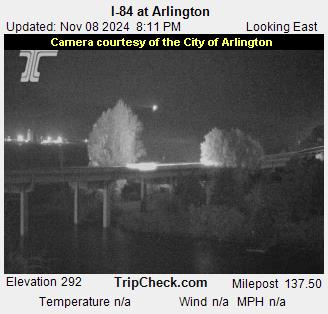 I-84 at Arlington
Updated: Nov 08 2024 8:11 PM Looking East
Camera courtesy of the City of Arlington
Elevation 292 TripCheck.com Milepost 137.50
Temperature n/a Wind n/a MPH n/a